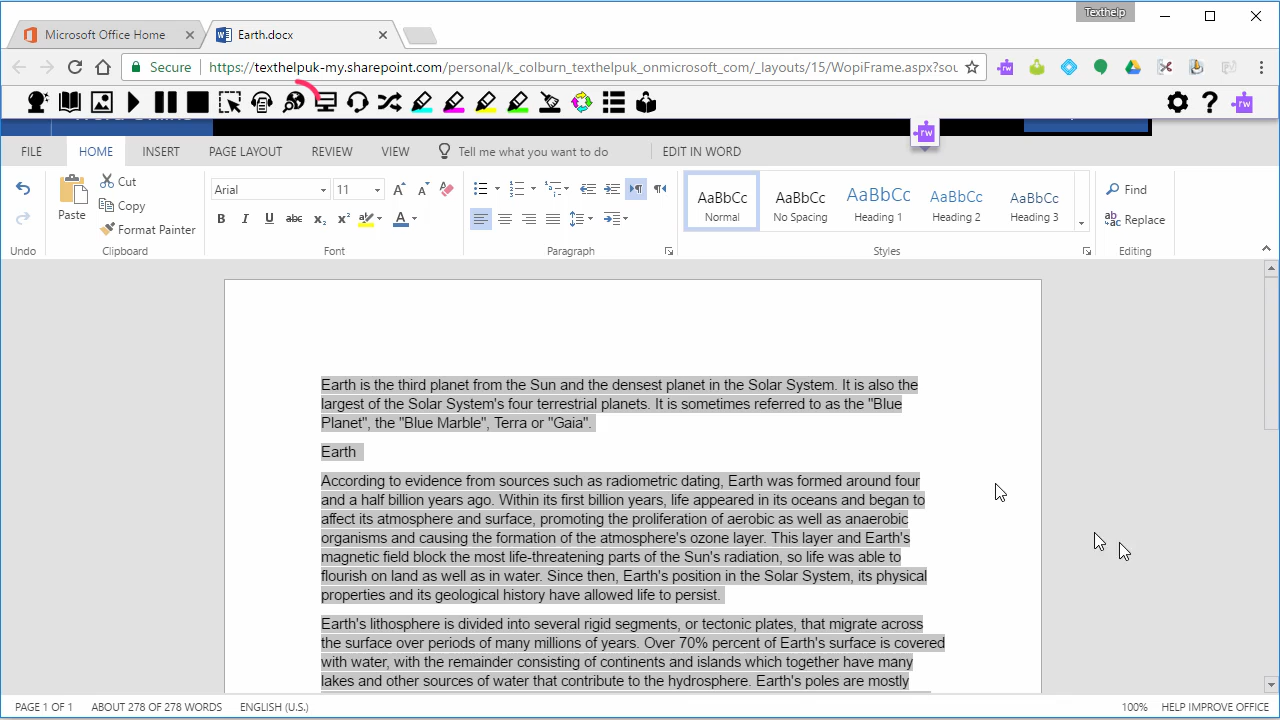 Texthelp
Microsoft Office Home
Earth.docx
Secure https://texthelpuk-my.sharepoint.com/personal/k_colburn_texthelpuk_onmicrosoft_com/_layouts/15/WopiFrame.aspx?sou
rw
rw
rw
FILE HOME INSERT PAGE LAYOUT REVIEW VIEW Tell me what you want to do EDIT IN WORD
Paste
Cut
Copy
Format Painter
Arial 11
B I U abc x₂ x² A
AaBbCc AaBbCc AaBbCc AaBbCc AaBbCc
Normal No Spacing Heading 1 Heading 2 Heading 3
Find
Replace
Undo Clipboard Font Paragraph Styles Editing
Earth is the third planet from the Sun and the densest planet in the Solar System. It is also the
largest of the Solar System's four terrestrial planets. It is sometimes referred to as the "Blue
Planet", the "Blue Marble", Terra or "Gaia".
Earth
According to evidence from sources such as radiometric dating, Earth was formed around four
and a half billion years ago. Within its first billion years, life appeared in its oceans and began to
affect its atmosphere and surface, promoting the proliferation of aerobic as well as anaerobic
organisms and causing the formation of the atmosphere's ozone layer. This layer and Earth's
magnetic field block the most life-threatening parts of the Sun's radiation, so life was able to
flourish on land as well as in water. Since then, Earth's position in the Solar System, its physical
properties and its geological history have allowed life to persist.
Earth's lithosphere is divided into several rigid segments, or tectonic plates, that migrate across
the surface over periods of many millions of years. Over 70% percent of Earth's surface is covered
with water, with the remainder consisting of continents and islands which together have many
lakes and other sources of water that contribute to the hydrosphere. Earth's poles are mostly
PAGE 1 OF 1 ABOUT 278 OF 278 WORDS ENGLISH (U.S.) 100% HELP IMPROVE OFFICE